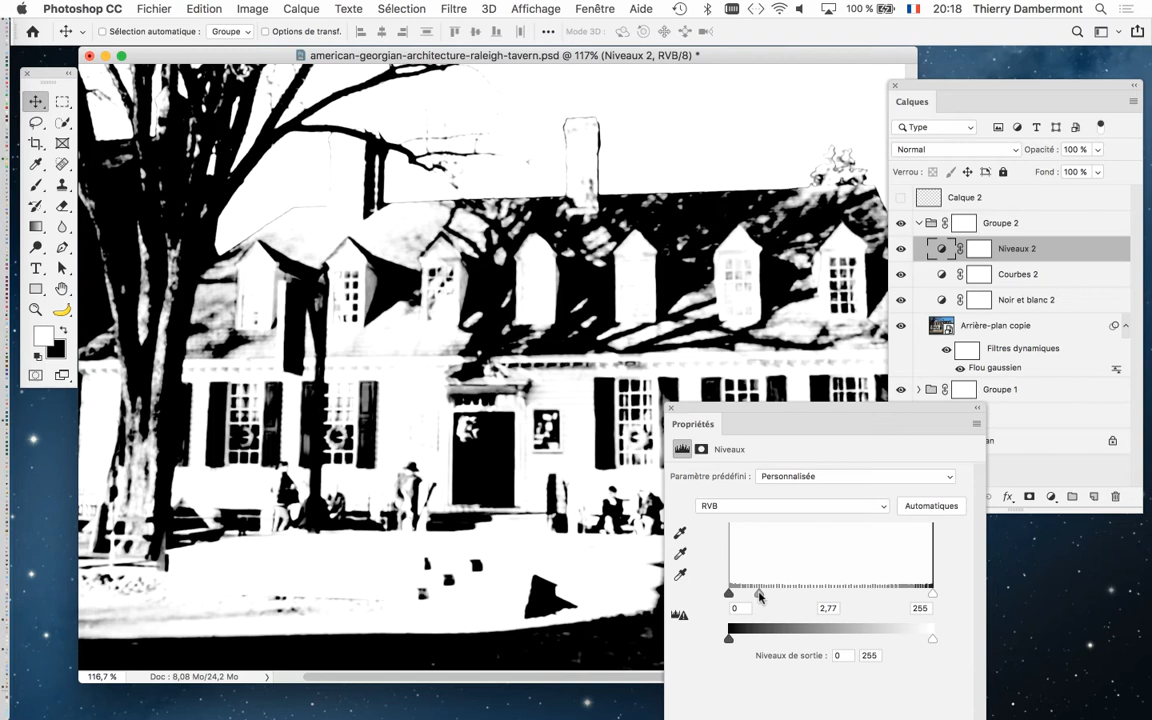 Photoshop CC Fichier Edition Image Calque Texte Sélection Filtre 3D Affichage Fenêtre Aide 100 % 20:18 Thierry Dambermont
Sélection automatique : Groupe Options de transf. Mode 3D :
american-georgian-architecture-raleigh-tavern.psd @ 117% (Niveaux 2, RVB/8) *
Calques
Type
Normal Opacité : 100 %
Verrou : Fond : 100 %
Calque 2
Groupe 2
Niveaux 2
Courbes 2
Noir et blanc 2
Arrière-plan copie
Filtres dynamiques
Flou gaussien
Groupe 1
Propriétés
Niveaux
Paramètre prédéfini : Personnalisée
RVB Automatiques
0 2,77 255
Niveaux de sortie : 0 255
116,7 % Doc : 8,08 Mo/24,2 Mo